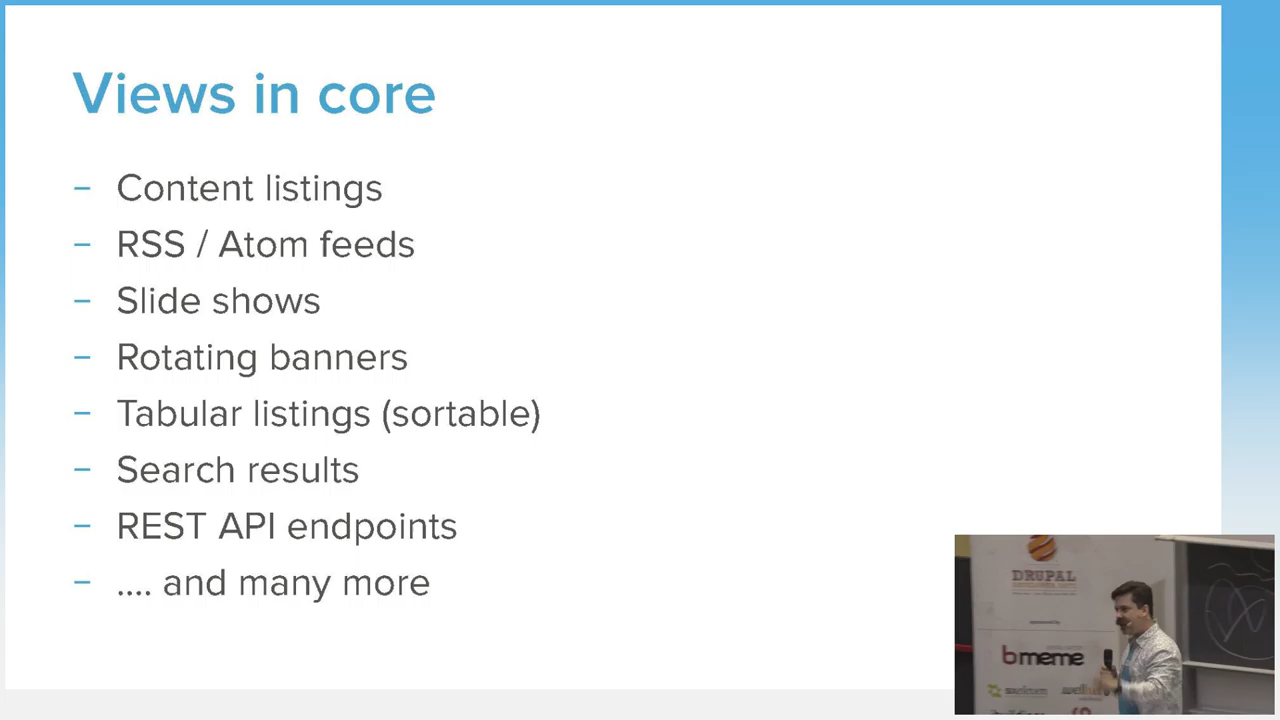 Views in core
– Content listings
– RSS / Atom feeds
– Slide shows
– Rotating banners
– Tabular listings (sortable)
– Search results
– REST API endpoints
– .... and many more
DRUPAL
bmeme